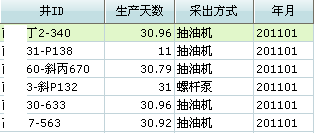 井ID 生产天数 采出方式 年月
丁2-340 30.96 抽油机 201101
31-P138 11 抽油机 201101
60-斜丙670 30.79 抽油机 201101
3-斜P132 31 螺杆泵 201101
30-633 30.96 抽油机 201101
7-563 30.92 抽油机 201101